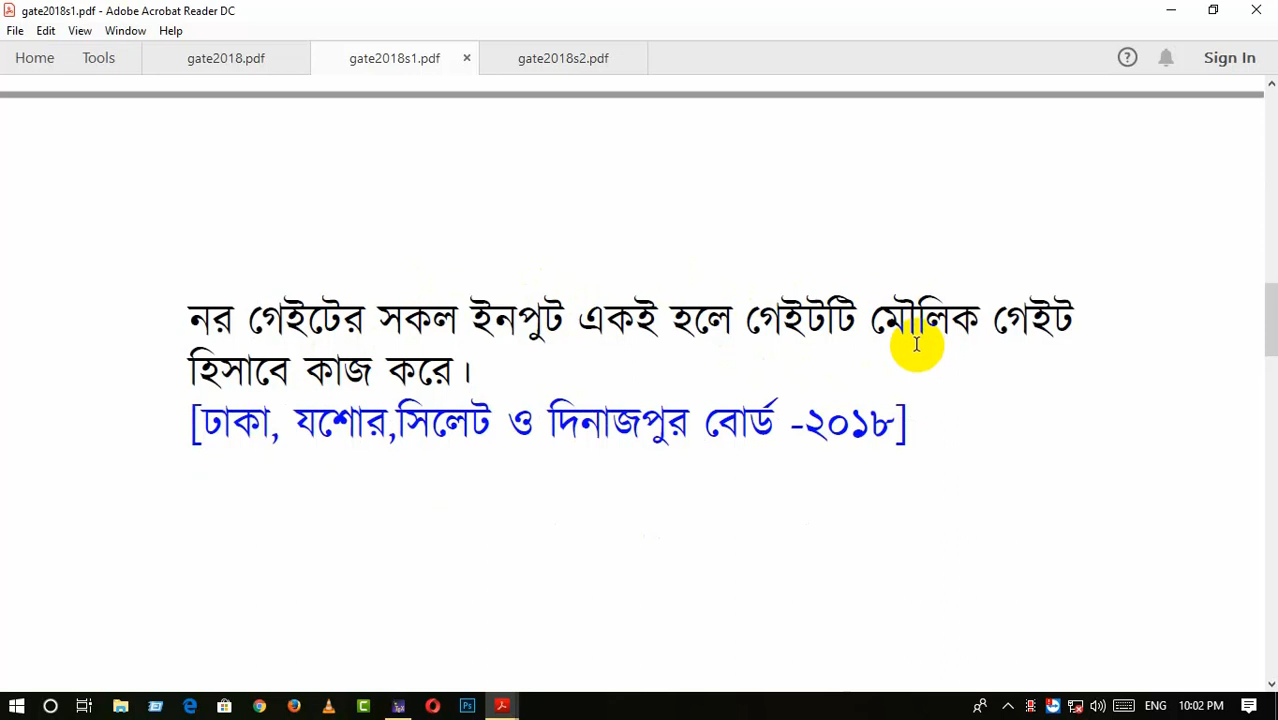 gate2018s1.pdf - Adobe Acrobat Reader DC
File Edit View Window Help
Home Tools gate2018.pdf gate2018s1.pdf × gate2018s2.pdf Sign In
নর গেইটের সকল ইনপুট একই হলে গেইটটি মৌলিক গেইট
হিসাবে কাজ করে।
[ঢাকা, যশোর,সিলেট ও দিনাজপুর বোর্ড -২০১৮]
ENG 10:02 PM